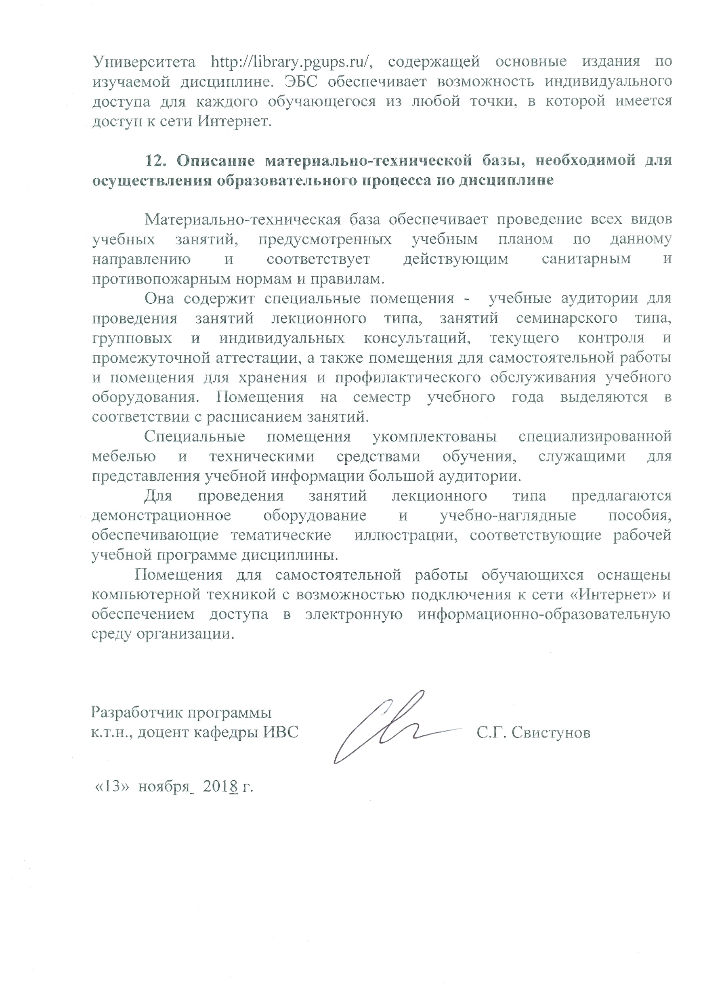 Университета http://library.pgups.ru/, содержащей основные издания по
изучаемой дисциплине. ЭБС обеспечивает возможность индивидуального
доступа для каждого обучающегося из любой точки, в которой имеется
доступ к сети Интернет.
12. Описание материально-технической базы, необходимой для
осуществления образовательного процесса по дисциплине
Материально-техническая база обеспечивает проведение всех видов
учебных занятий, предусмотренных учебным планом по данному
направлению и соответствует действующим санитарным и
противопожарным нормам и правилам.
Она содержит специальные помещения - учебные аудитории для
проведения занятий лекционного типа, занятий семинарского типа,
групповых и индивидуальных консультаций, текущего контроля и
промежуточной аттестации, а также помещения для самостоятельной работы
и помещения для хранения и профилактического обслуживания учебного
оборудования. Помещения на семестр учебного года выделяются в
соответствии с расписанием занятий.
Специальные помещения укомплектованы специализированной
мебелью и техническими средствами обучения, служащими для
представления учебной информации большой аудитории.
Для проведения занятий лекционного типа предлагаются
демонстрационное оборудование и учебно-наглядные пособия,
обеспечивающие тематические иллюстрации, соответствующие рабочей
учебной программе дисциплины.
Помещения для самостоятельной работы обучающихся оснащены
компьютерной техникой с возможностью подключения к сети «Интернет» и
обеспечением доступа в электронную информационно-образовательную
среду организации.
Разработчик программы
к.т.н., доцент кафедры ИВС С.Г. Свистунов
«13» ноября_ 2018 г.